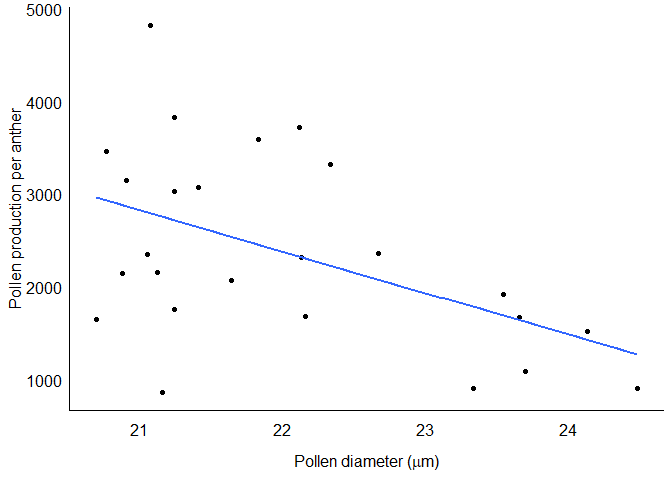 5000
4000
3000
2000
1000
Pollen production per anther
21 22 23 24
Pollen diameter (μm)